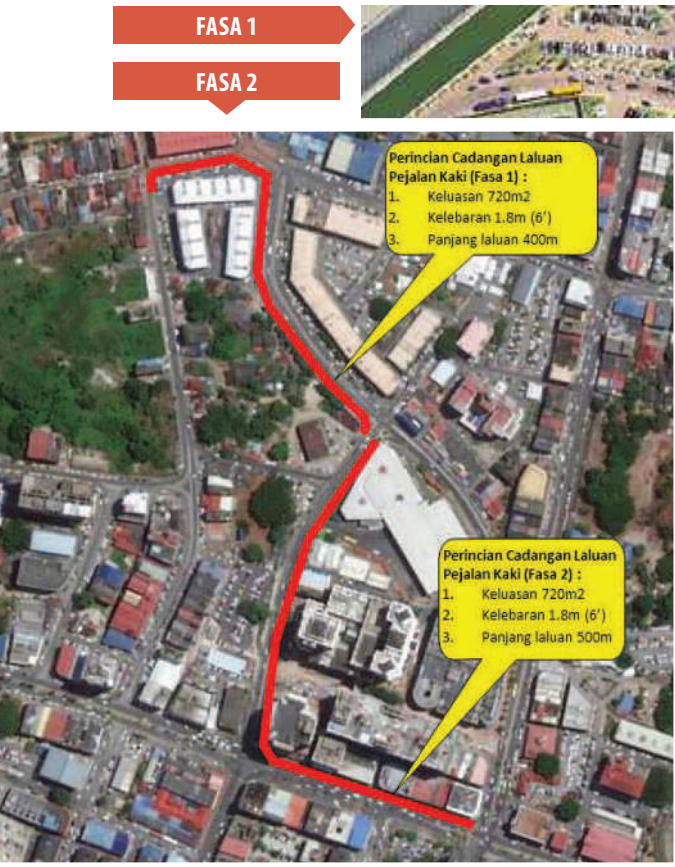 FASA 1
FASA 2
Perincian Cadangan Laluan
Pejalan Kaki (Fasa 1) :
1. Keluasan 720m2
2. Kelebaran 1.8m (6')
3. Panjang laluan 400m
Perincian Cadangan Laluan
Pejalan Kaki (Fasa 2) :
1. Keluasan 720m2
2. Kelebaran 1.8m (6')
3. Panjang laluan 500m